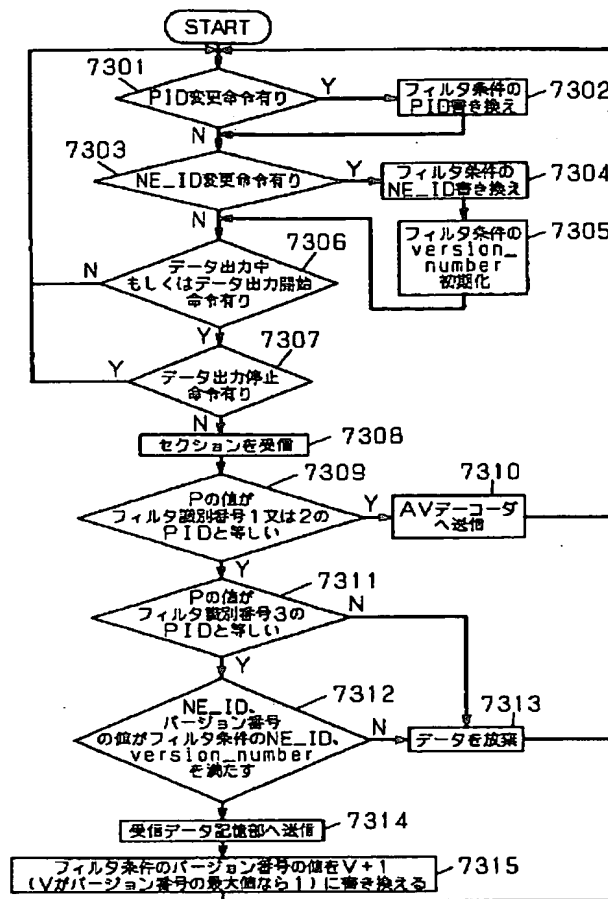 START
7301
PID変更命令有り
Y
フィルタ条件の
PID書き換え
7302
N
7303
NE_ID変更命令有り
Y
フィルタ条件の
NE_ID書き換え
7304
N
フィルタ条件の
version_
number
初期化
7305
7306
データ出力中
もしくはデータ出力開始
命令有り
N
Y
7307
データ出力停止
命令有り
Y
N
セクションを受信
7308
7309
Pの値が
フィルタ識別番号1又は2の
PIDと等しい
Y
7310
AVデーコダ
へ送信
Y
7311
Pの値が
フィルタ識別番号3の
PIDと等しい
N
Y
7312
NE_ID、
バージョン番号
の値がフィルタ条件のNE_ID、
version_number
を満たす
N
7313
データを放棄
Y
7314
受信データ記憶部へ送信
フィルタ条件のバージョン番号の値をV+1
(Vがバージョン番号の最大値なら1)に書き換える
7315